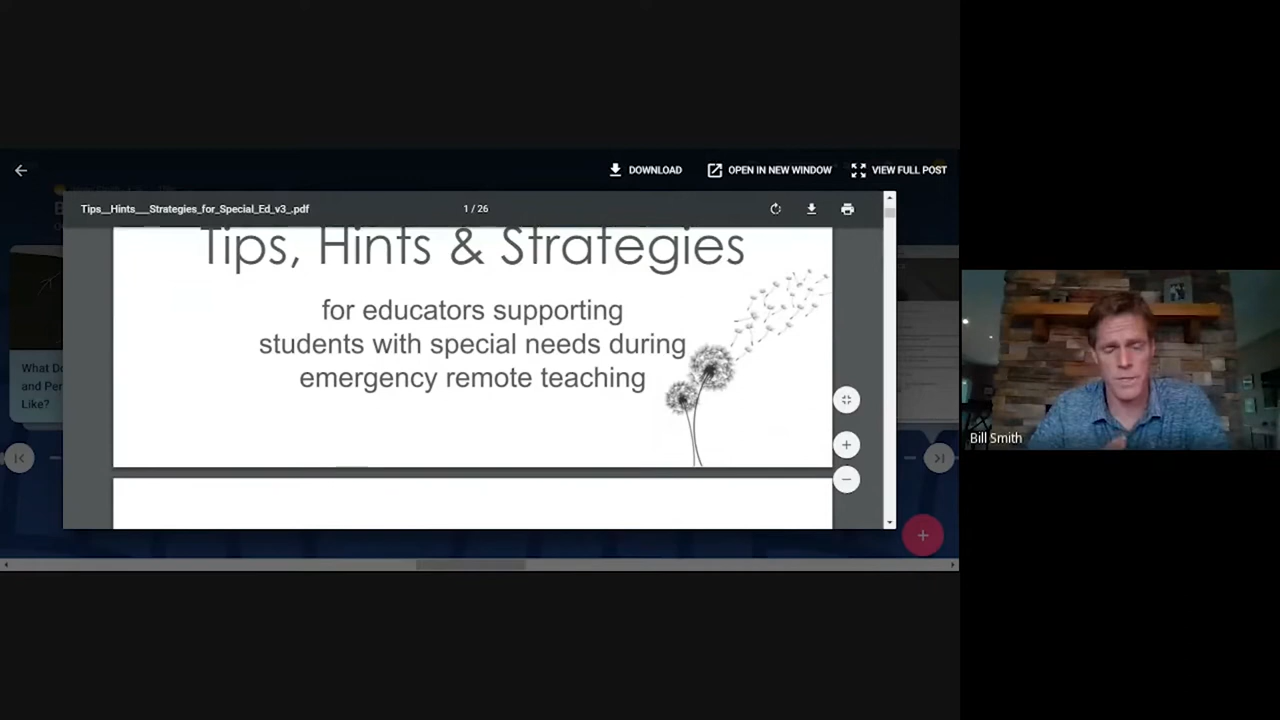 DOWNLOAD
OPEN IN NEW WINDOW
VIEW FULL POST
Tips__Hints___Strategies_for_Special_Ed_v3_.pdf
1 / 26
Tips, Hints & Strategies
for educators supporting
students with special needs during
emergency remote teaching
What Do
and Per
Like?
Bill Smith